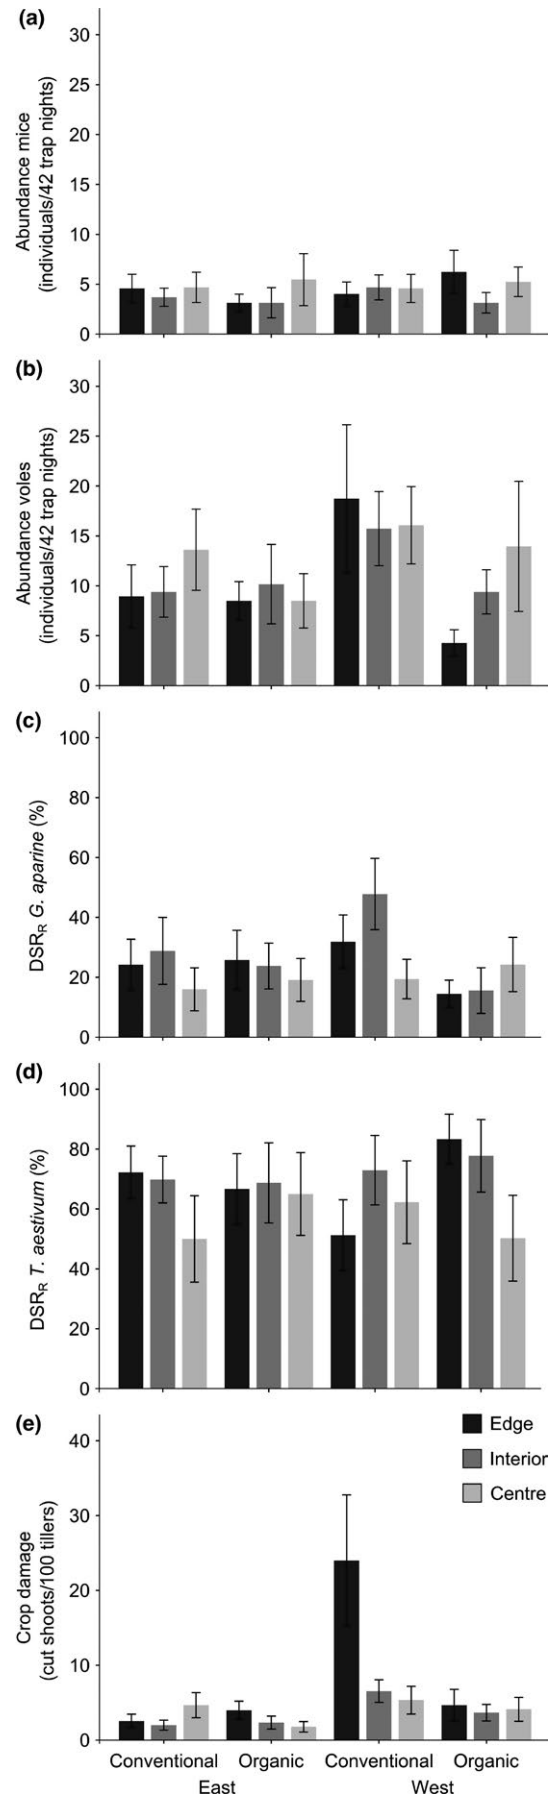 (a)
Abundance mice
(individuals/42 trap nights)
30
25
20
15
10
5
0
(b)
Abundance voles
(individuals/42 trap nights)
30
25
20
15
10
5
0
(c)
DSRR G. aparine (%)
100
80
60
40
20
0
(d)
DSRR T. aestivum (%)
100
80
60
40
20
0
(e)
Crop damage
(cut shoots/100 tillers)
40
30
20
10
0
Edge
Interior
Centre
Conventional Organic Conventional Organic
East West